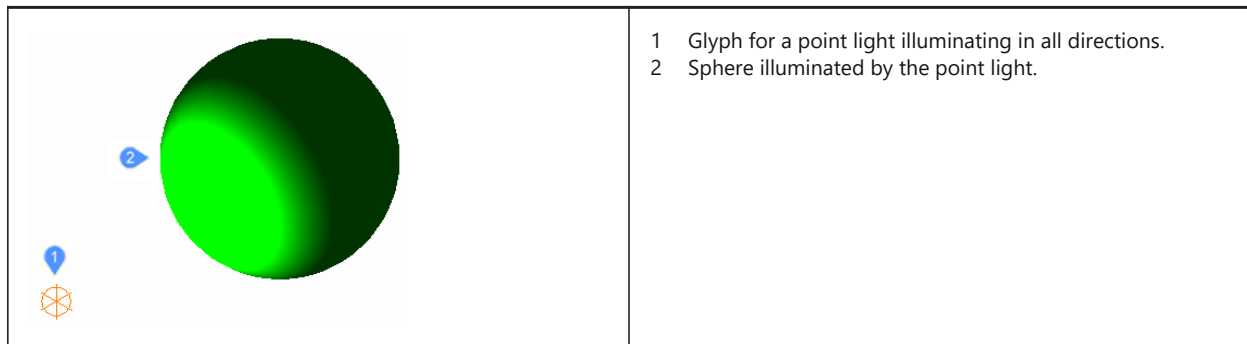 2
1
1 Glyph for a point light illuminating in all directions.
2 Sphere illuminated by the point light.